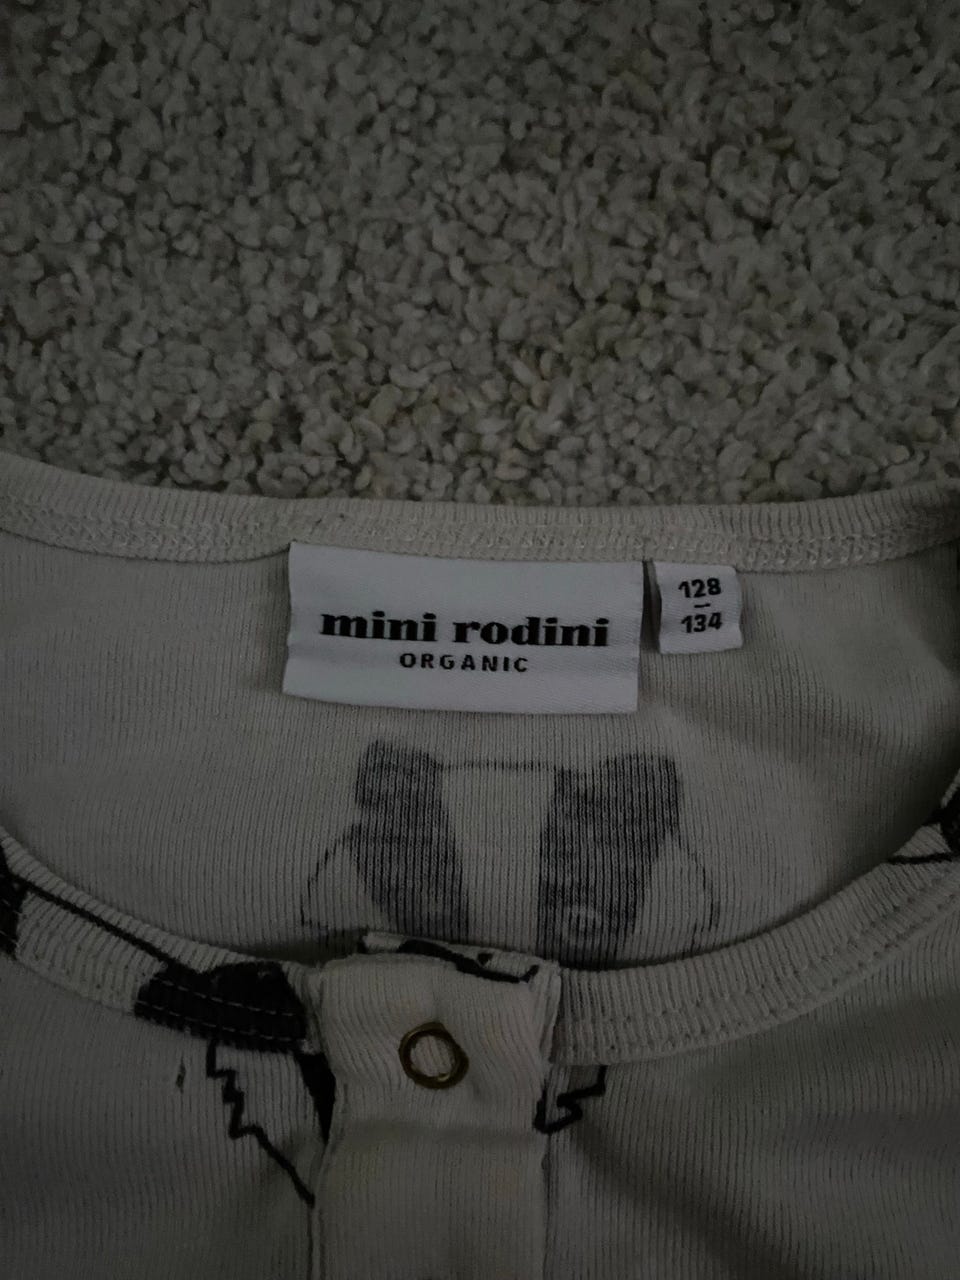 mini rodini
ORGANIC
128
–
134